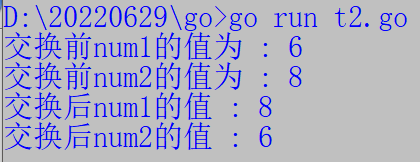 D:\20220629\go>go run t2.go
交换前num1的值为 : 6
交换前num2的值为 : 8
交换后num1的值 : 8
交换后num2的值 : 6